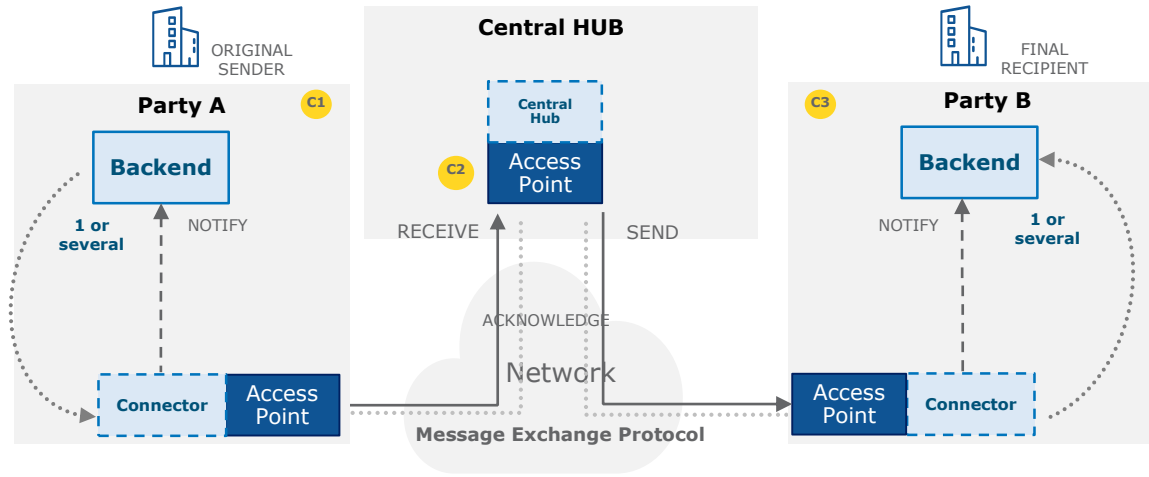 ORIGINAL
SENDER
Central HUB
FINAL
RECIPIENT
Party A
C1
Central
Hub
C3
Party B
Backend
C2
Access
Point
Backend
1 or
several
NOTIFY
RECEIVE
SEND
NOTIFY
1 or
several
ACKNOWLEDGE
Network
Connector
Access
Point
Access
Point
Connector
Message Exchange Protocol